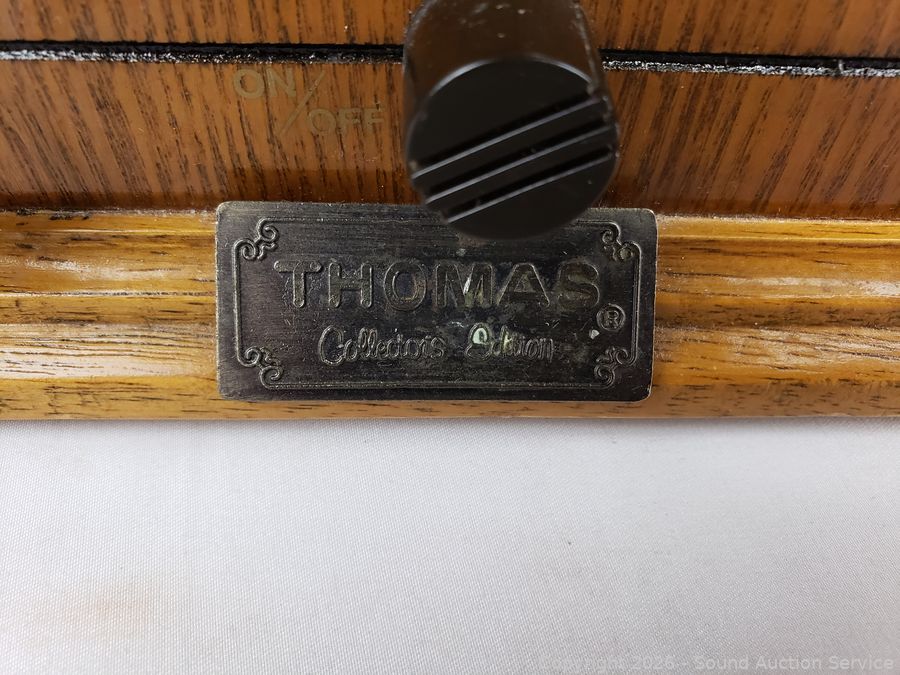 ON/OFF
THOMAS®
Collector's Edition
Copyright 2026 - Sound Auction Service